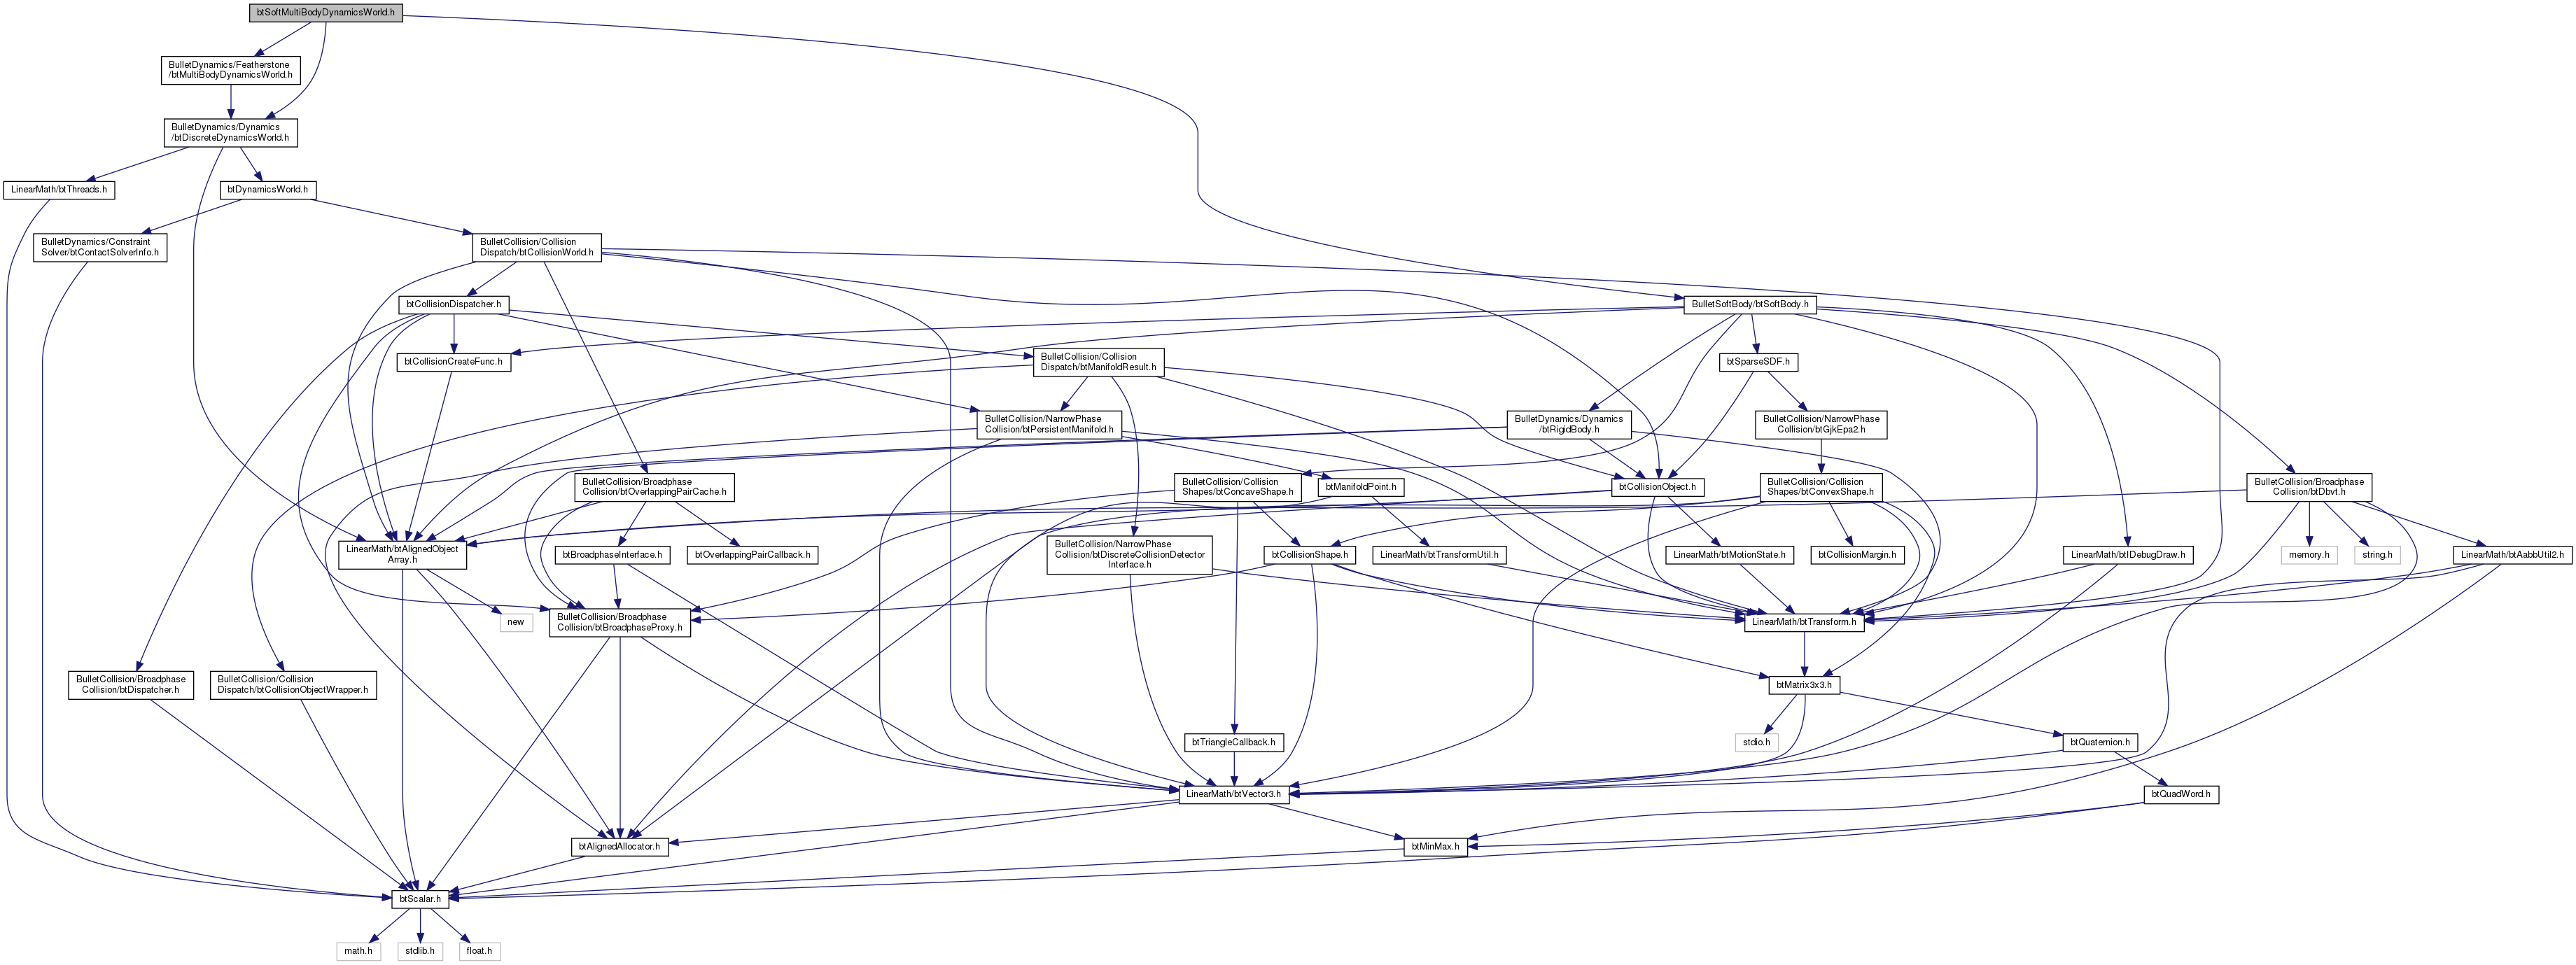 btSoftMultiBodyDynamicsWorld.h
BulletDynamics/Featherstone
/btMultiBodyDynamicsWorld.h
BulletDynamics/Dynamics
/btDiscreteDynamicsWorld.h
LinearMath/btThreads.h
btDynamicsWorld.h
BulletDynamics/Constraint
Solver/btContactSolverInfo.h
BulletCollision/Collision
Dispatch/btCollisionWorld.h
btCollisionDispatcher.h
BulletSoftBody/btSoftBody.h
btCollisionCreateFunc.h
BulletCollision/Collision
Dispatch/btManifoldResult.h
btSparseSDF.h
BulletCollision/NarrowPhase
Collision/btPersistentManifold.h
BulletDynamics/Dynamics
/btRigidBody.h
BulletCollision/NarrowPhase
Collision/btGjkEpa2.h
BulletCollision/Broadphase
Collision/btOverlappingPairCache.h
BulletCollision/Collision
Shapes/btConcaveShape.h
btManifoldPoint.h
btCollisionObject.h
BulletCollision/Collision
Shapes/btConvexShape.h
BulletCollision/Broadphase
Collision/btDbvt.h
LinearMath/btAlignedObject
Array.h
btBroadphaseInterface.h
btOverlappingPairCallback.h
BulletCollision/NarrowPhase
Collision/btDiscreteCollisionDetector
Interface.h
btCollisionShape.h
LinearMath/btTransformUtil.h
LinearMath/btMotionState.h
btCollisionMargin.h
LinearMath/btIDebugDraw.h
memory.h
string.h
LinearMath/btAabbUtil2.h
new
BulletCollision/Broadphase
Collision/btBroadphaseProxy.h
LinearMath/btTransform.h
BulletCollision/Broadphase
Collision/btDispatcher.h
BulletCollision/Collision
Dispatch/btCollisionObjectWrapper.h
btMatrix3x3.h
btTriangleCallback.h
stdio.h
btQuaternion.h
LinearMath/btVector3.h
btQuadWord.h
btAlignedAllocator.h
btMinMax.h
btScalar.h
math.h
stdlib.h
float.h